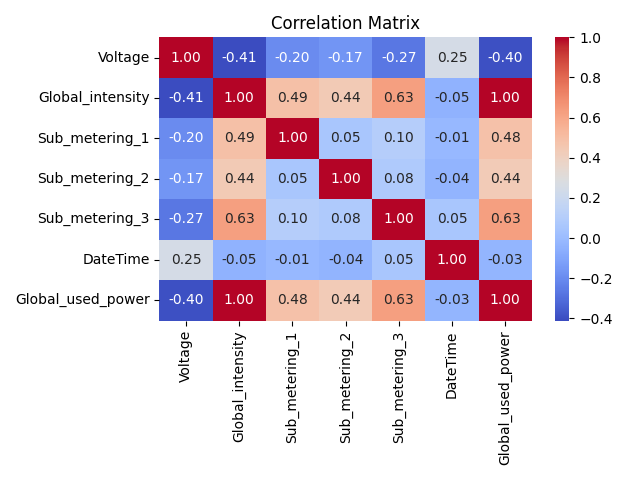 Correlation Matrix
Voltage 1.00 -0.41 -0.20 -0.17 -0.27 0.25 -0.40
Global_intensity -0.41 1.00 0.49 0.44 0.63 -0.05 1.00
Sub_metering_1 -0.20 0.49 1.00 0.05 0.10 -0.01 0.48
Sub_metering_2 -0.17 0.44 0.05 1.00 0.08 -0.04 0.44
Sub_metering_3 -0.27 0.63 0.10 0.08 1.00 0.05 0.63
DateTime 0.25 -0.05 -0.01 -0.04 0.05 1.00 -0.03
Global_used_power -0.40 1.00 0.48 0.44 0.63 -0.03 1.00
Voltage
Global_intensity
Sub_metering_1
Sub_metering_2
Sub_metering_3
DateTime
Global_used_power
1.0
0.8
0.6
0.4
0.2
0.0
−0.2
−0.4